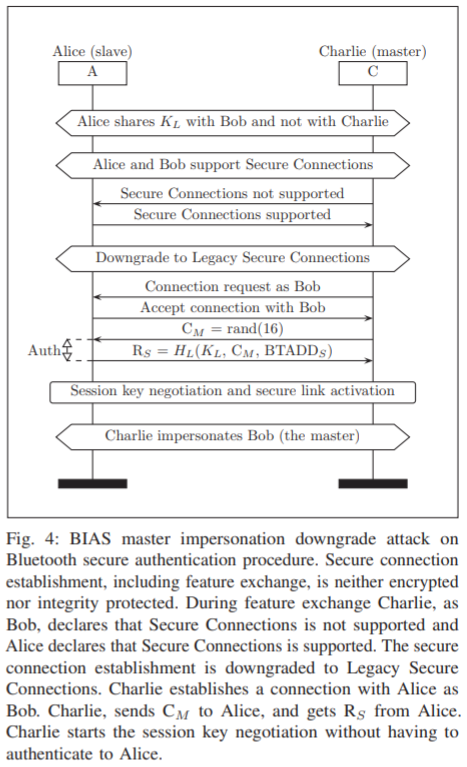 Alice (slave)
Charlie (master)
A
C
Alice shares K_L with Bob and not with Charlie
Alice and Bob support Secure Connections
Secure Connections not supported
Secure Connections supported
Downgrade to Legacy Secure Connections
Connection request as Bob
Accept connection with Bob
C_M = rand(16)
Auth
R_S = H_L(K_L, C_M, BTADD_S)
Session key negotiation and secure link activation
Charlie impersonates Bob (the master)
Fig. 4: BIAS master impersonation downgrade attack on
Bluetooth secure authentication procedure. Secure connection
establishment, including feature exchange, is neither encrypted
nor integrity protected. During feature exchange Charlie, as
Bob, declares that Secure Connections is not supported and
Alice declares that Secure Connections is supported. The secure
connection establishment is downgraded to Legacy Secure
Connections. Charlie establishes a connection with Alice as
Bob. Charlie, sends C_M to Alice, and gets R_S from Alice.
Charlie starts the session key negotiation without having to
authenticate to Alice.